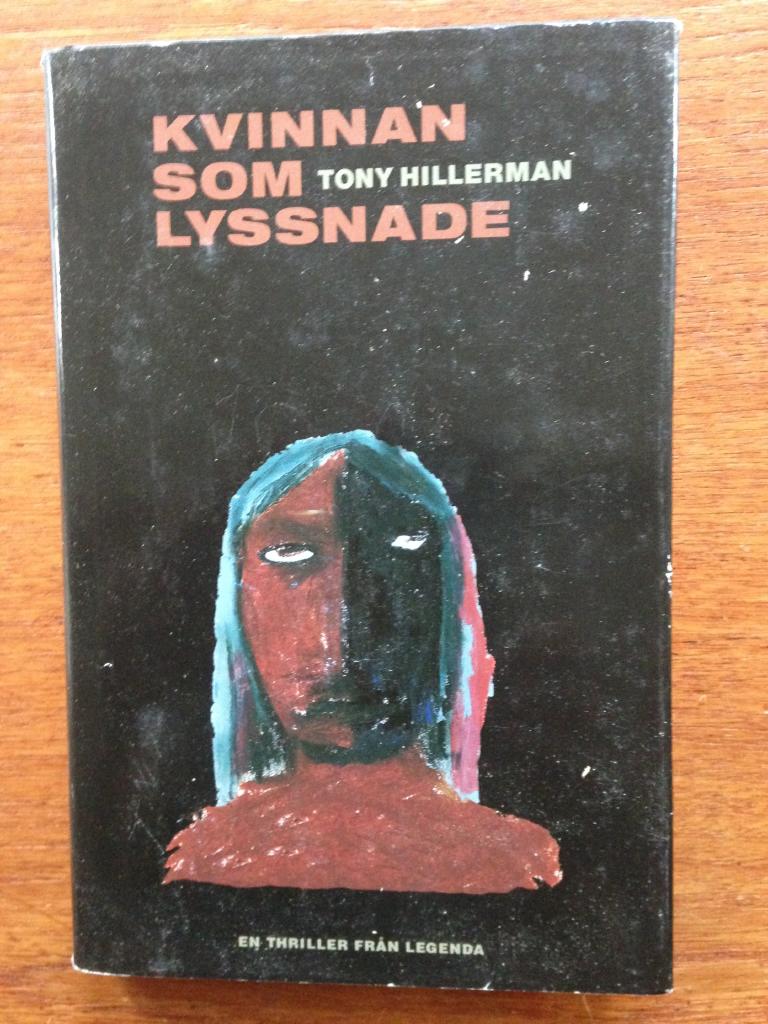 KVINNAN
SOM TONY HILLERMAN
LYSSNADE
EN THRILLER FRÅN LEGENDA